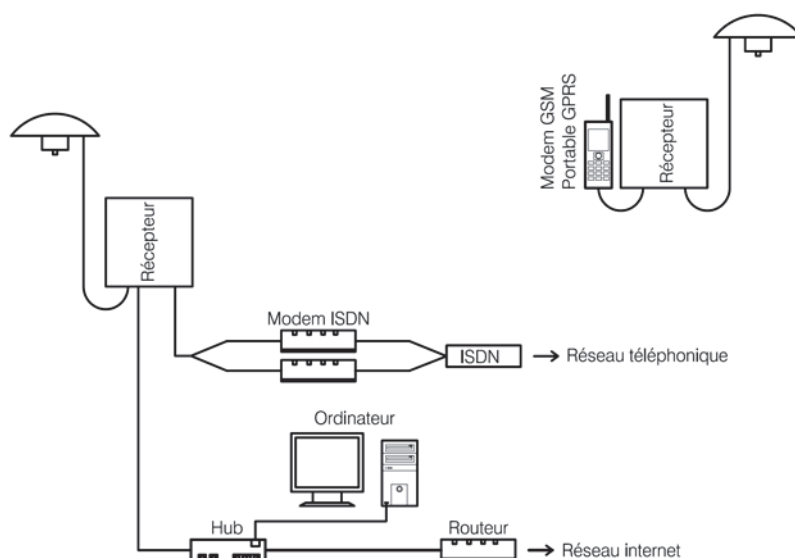 Modem GSM
Portable GPRS
Récepteur
Récepteur
Modem ISDN
ISDN
Réseau téléphonique
Ordinateur
Hub
Routeur
Réseau internet